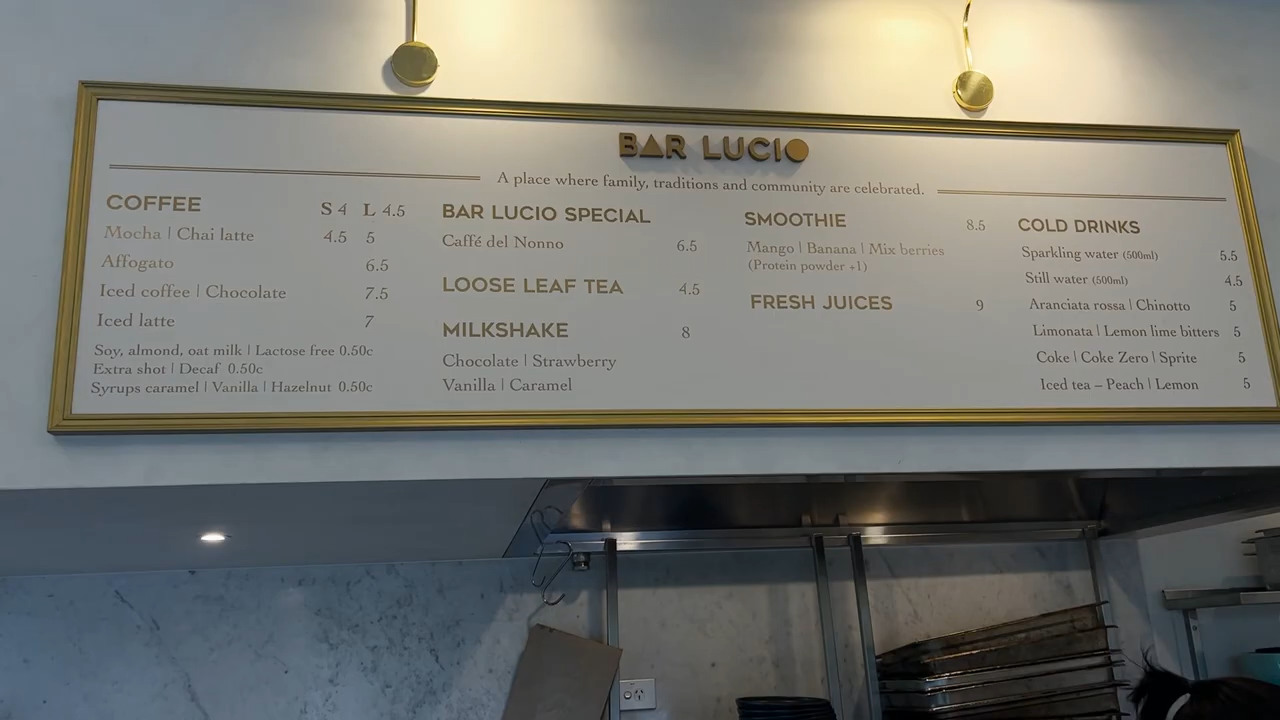 BAR LUCIO
A place where family, traditions and community are celebrated.
COFFEE S 4 L 4.5
Mocha | Chai latte 4.5 5
Affogato 6.5
Iced coffee | Chocolate 7.5
Iced latte 7
Soy, almond, oat milk | Lactose free 0.50c
Extra shot | Decaf 0.50c
Syrups caramel | Vanilla | Hazelnut 0.50c
BAR LUCIO SPECIAL
Caffé del Nonno 6.5
LOOSE LEAF TEA 4.5
MILKSHAKE 8
Chocolate | Strawberry
Vanilla | Caramel
SMOOTHIE 8.5
Mango | Banana | Mix berries
(Protein powder +1)
FRESH JUICES 9
COLD DRINKS
Sparkling water (500ml) 5.5
Still water (500ml) 4.5
Aranciata rossa | Chinotto 5
Limonata | Lemon lime bitters 5
Coke | Coke Zero | Sprite 5
Iced tea – Peach | Lemon 5